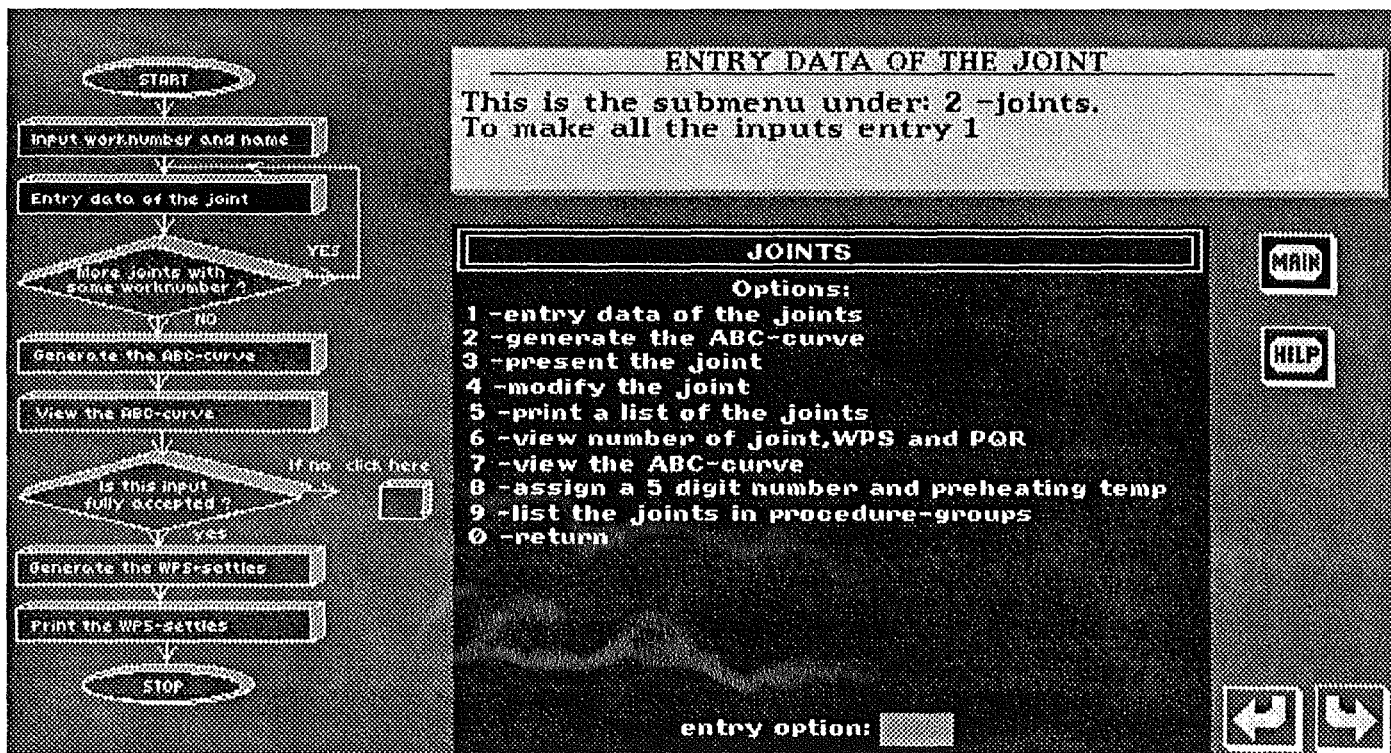 START
Input worknumber and name
Entry data of the joint
YES
More joints with
same worknumber ?
NO
Generate the ABC-curve
View the ABC-curve
If no click here
Is this input
fully accepted ?
yes
Generate the WPS-settles
Print the WPS-settles
STOP
ENTRY DATA OF THE JOINT
This is the submenu under: 2 -joints.
To make all the inputs entry 1
JOINTS
Options:
1 -entry data of the joints
2 -generate the ABC-curve
3 -present the joint
4 -modify the joint
5 -print a list of the joints
6 -view number of joint,WPS and PQR
7 -view the ABC-curve
8 -assign a 5 digit number and preheating temp
9 -list the joints in procedure-groups
0 -return
entry option:
MAIN
HELP